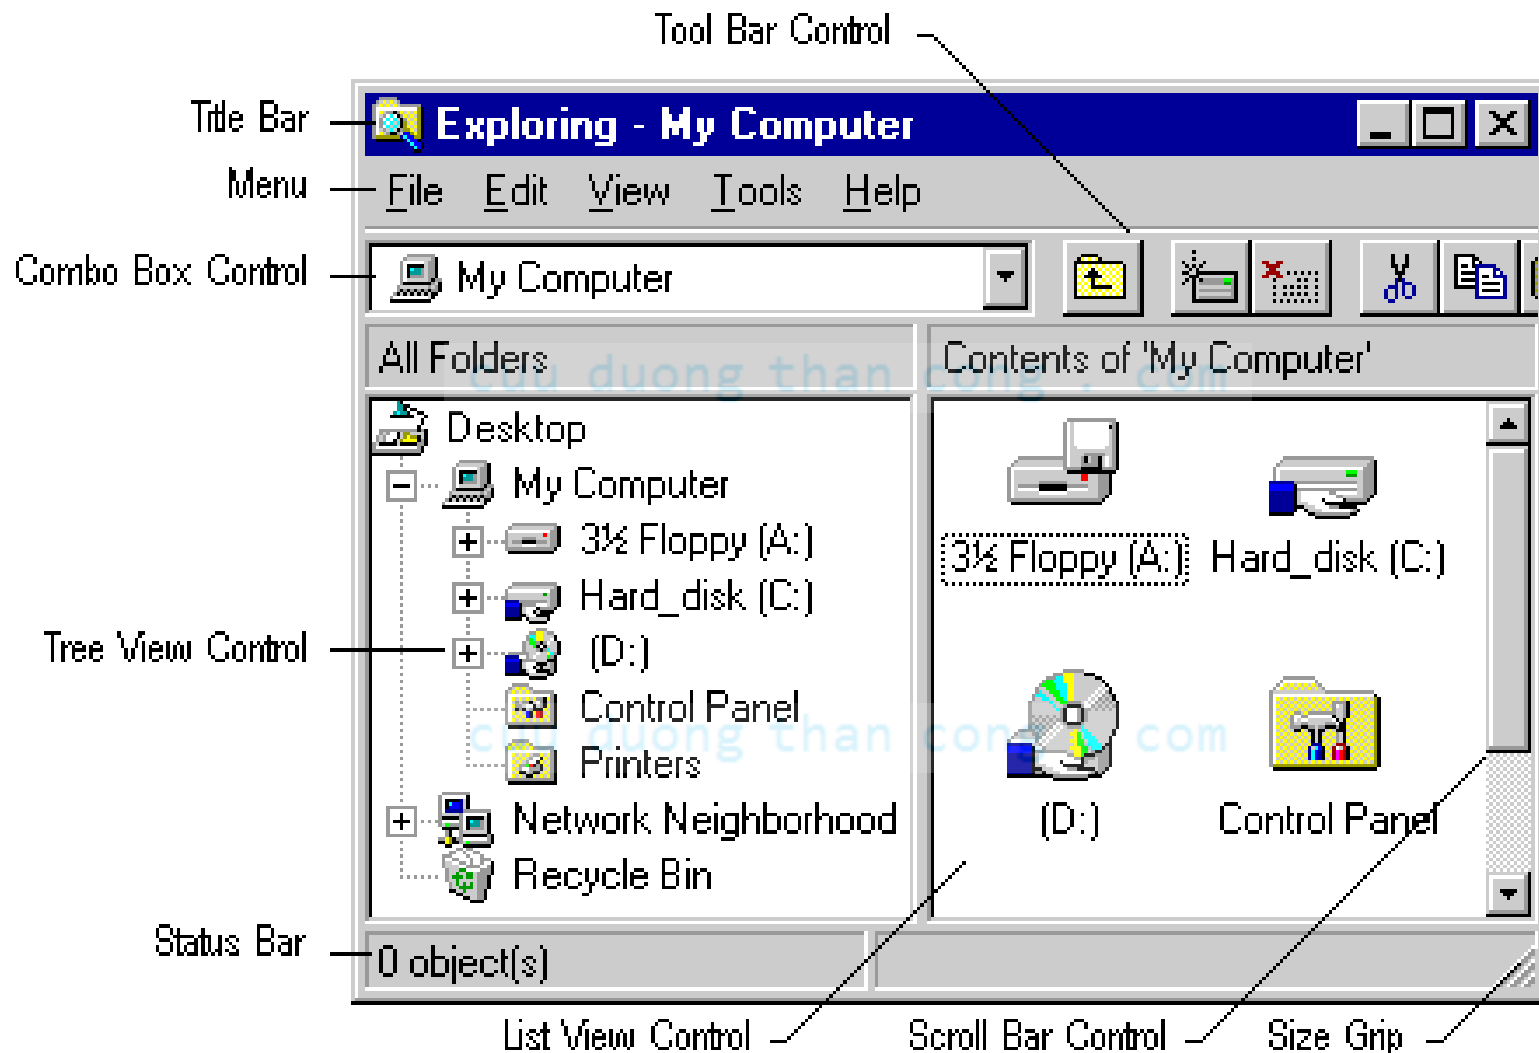 Tool Bar Control
Title Bar
Exploring - My Computer
Menu
File Edit View Tools Help
Combo Box Control
My Computer
All Folders
Contents of 'My Computer'
cuu duong than cong . com
Desktop
My Computer
3½ Floppy (A:)
Hard_disk (C:)
(D:)
Control Panel
Printers
Network Neighborhood
Recycle Bin
3½ Floppy (A:) Hard_disk (C:)
(D:) Control Panel
Tree View Control
cuu duong than cong . com
Status Bar
0 object(s)
List View Control
Scroll Bar Control
Size Grip